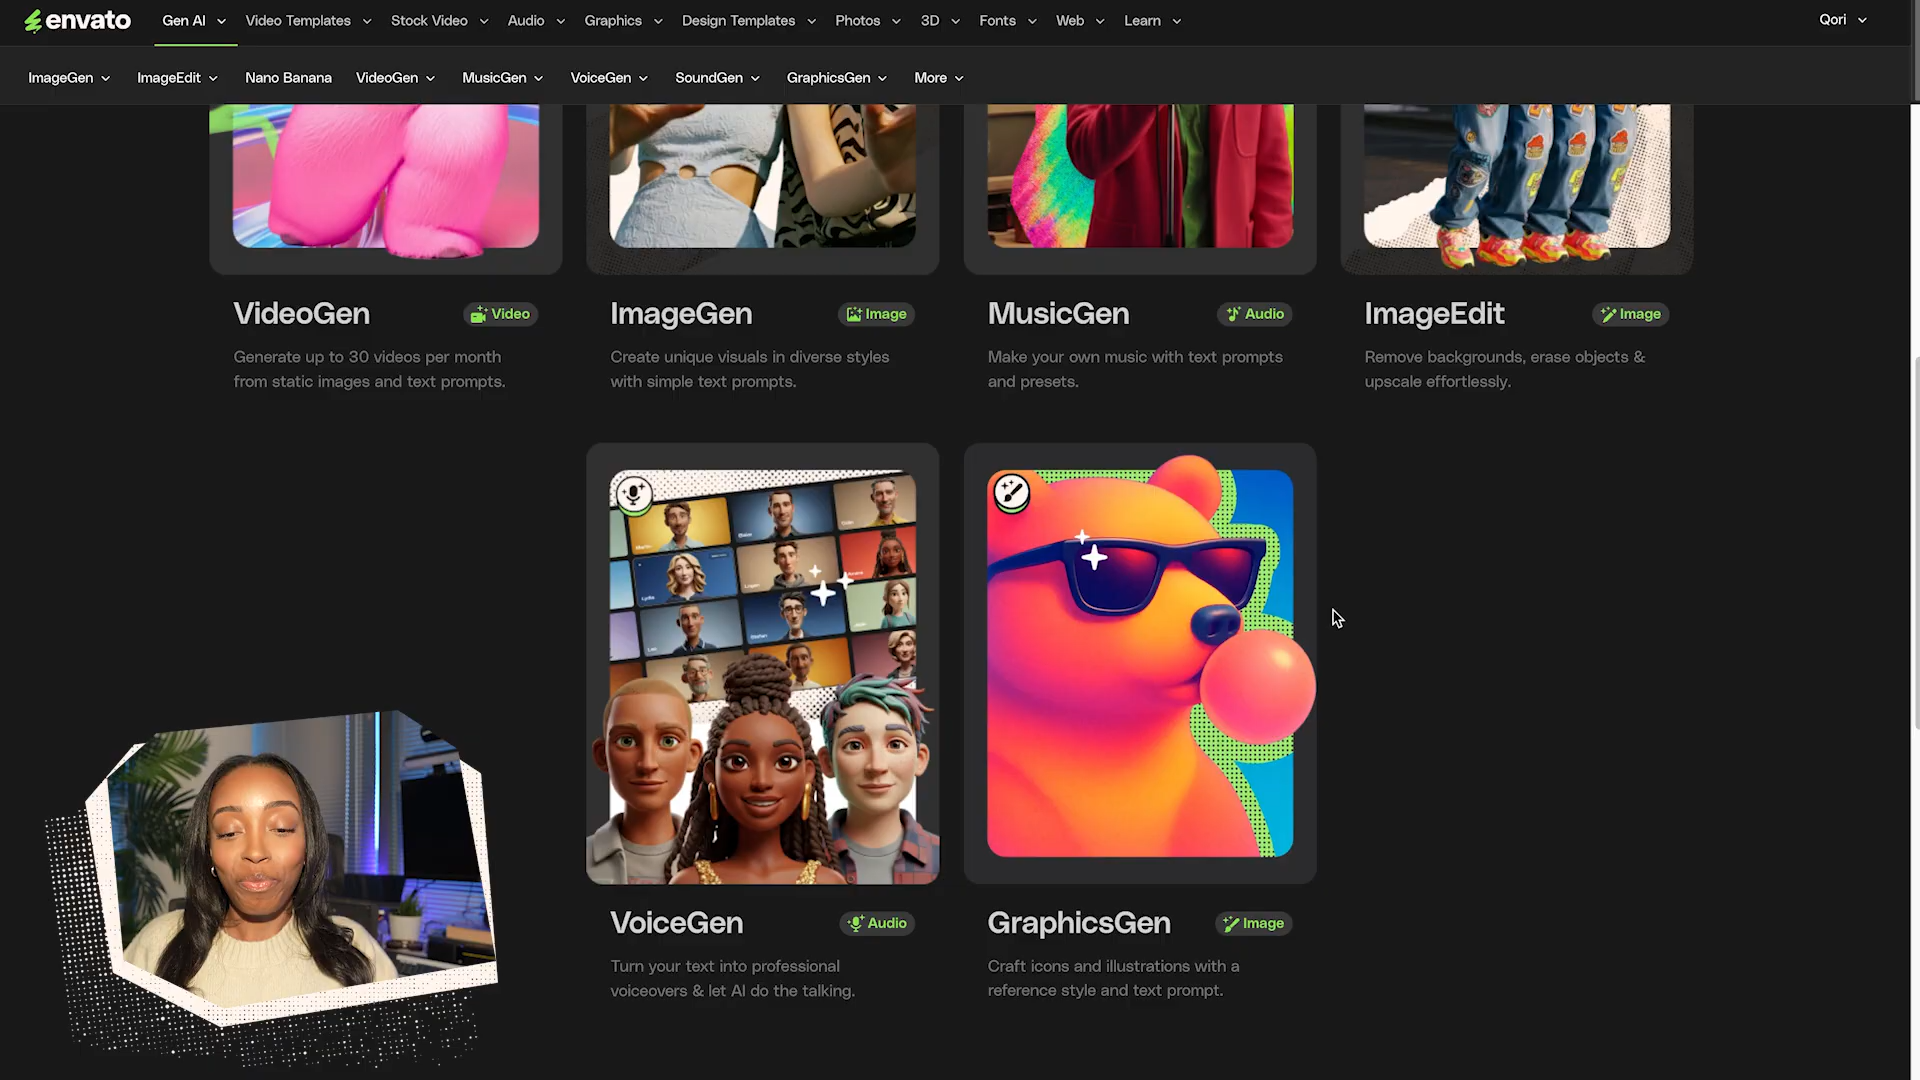 envato
Gen AI
Video Templates
Stock Video
Audio
Graphics
Design Templates
Photos
3D
Fonts
Web
Learn
Qori
ImageGen
ImageEdit
Nano Banana
VideoGen
MusicGen
VoiceGen
SoundGen
GraphicsGen
More
VideoGen
Video
Generate up to 30 videos per month
from static images and text prompts.
ImageGen
Image
Create unique visuals in diverse styles
with simple text prompts.
MusicGen
Audio
Make your own music with text prompts
and presets.
ImageEdit
Image
Remove backgrounds, erase objects &
upscale effortlessly.
VoiceGen
Audio
Turn your text into professional
voiceovers & let AI do the talking.
GraphicsGen
Image
Craft icons and illustrations with a
reference style and text prompt.